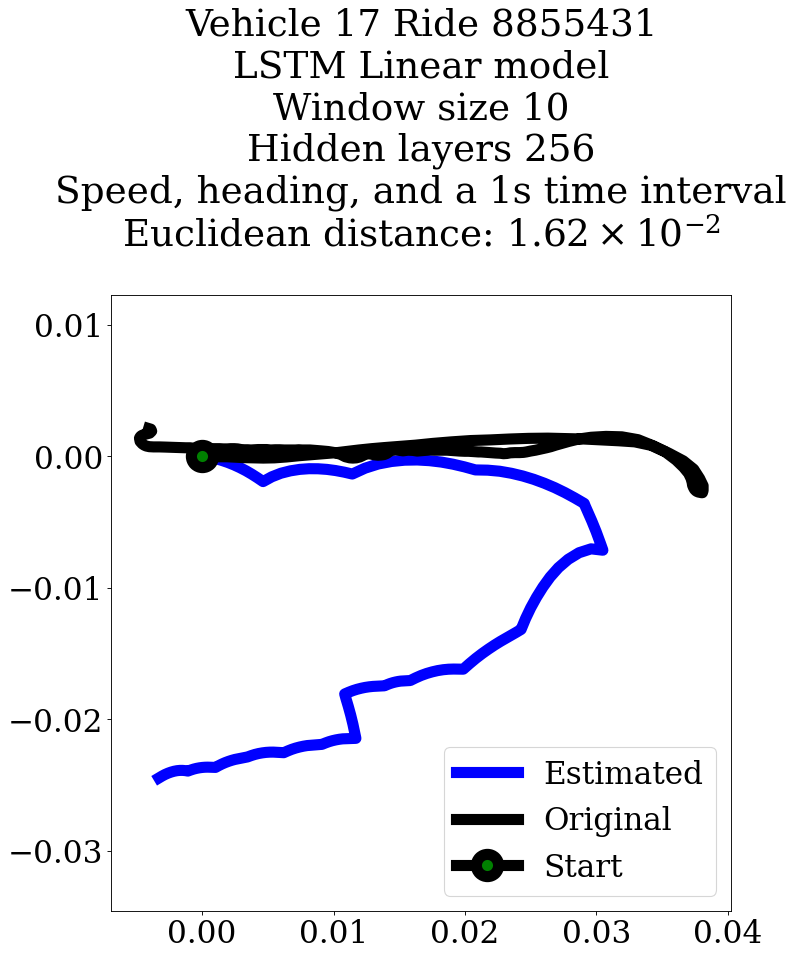 Vehicle 17 Ride 8855431
LSTM Linear model
Window size 10
Hidden layers 256
Speed, heading, and a 1s time interval
Euclidean distance: 1.62 × 10⁻²
0.01
0.00
−0.01
−0.02
−0.03
Estimated
Original
Start
0.00 0.01 0.02 0.03 0.04